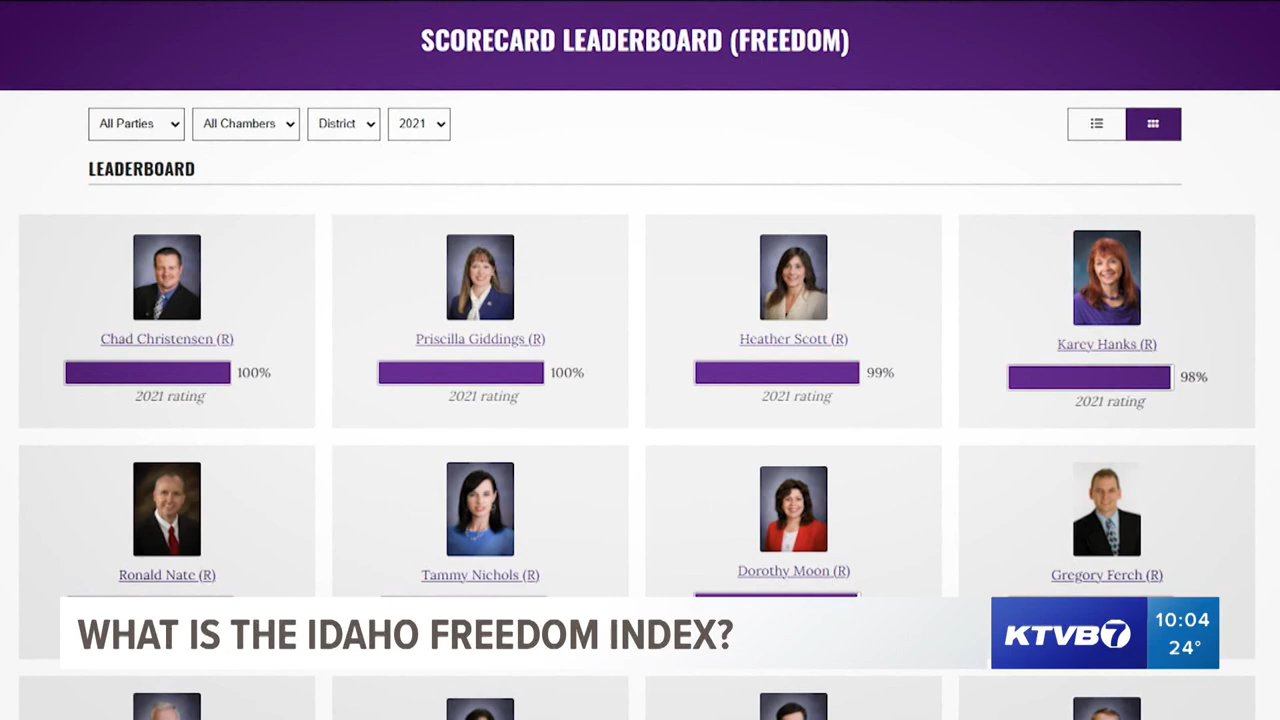 SCORECARD LEADERBOARD (FREEDOM)
All Parties
All Chambers
District
2021
LEADERBOARD
Chad Christensen (R)
Priscilla Giddings (R)
Heather Scott (R)
Karey Hanks (R)
100%
100%
99%
98%
2021 rating
2021 rating
2021 rating
2021 rating
Ronald Nate (R)
Tammy Nichols (R)
Dorothy Moon (R)
Gregory Ferch (R)
WHAT IS THE IDAHO FREEDOM INDEX?
KTVB7
10:04
24°